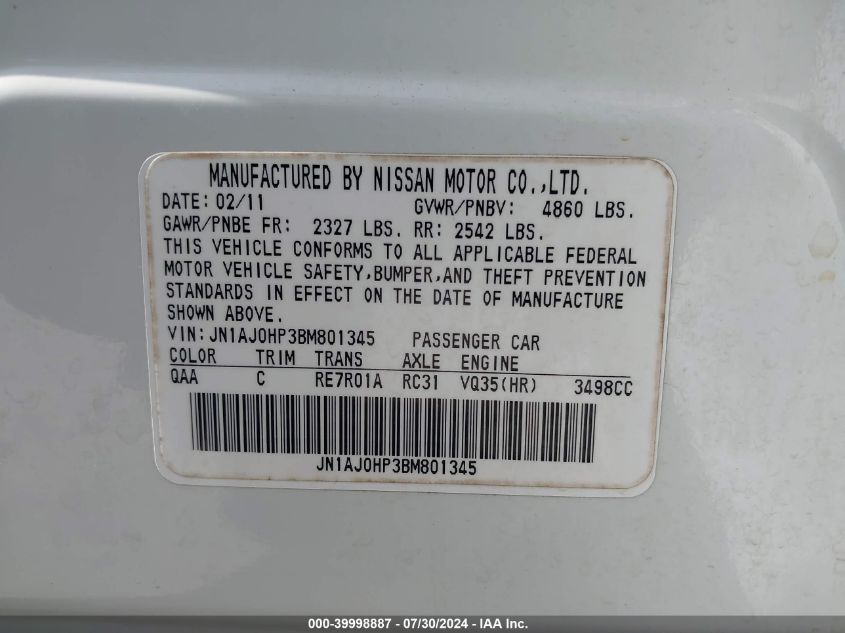 MANUFACTURED BY NISSAN MOTOR CO.,LTD.
DATE: 02/11 GVWR/PNBV: 4860 LBS.
GAWR/PNBE FR: 2327 LBS. RR: 2542 LBS.
THIS VEHICLE CONFORMS TO ALL APPLICABLE FEDERAL
MOTOR VEHICLE SAFETY,BUMPER,AND THEFT PREVENTION
STANDARDS IN EFFECT ON THE DATE OF MANUFACTURE
SHOWN ABOVE.
VIN:JN1AJ0HP3BM801345 PASSENGER CAR
COLOR TRIM TRANS AXLE ENGINE
QAA C RE7R01A RC31 VQ35(HR) 3498CC
JN1AJ0HP3BM801345
000-39998887 - 07/30/2024 - IAA Inc.